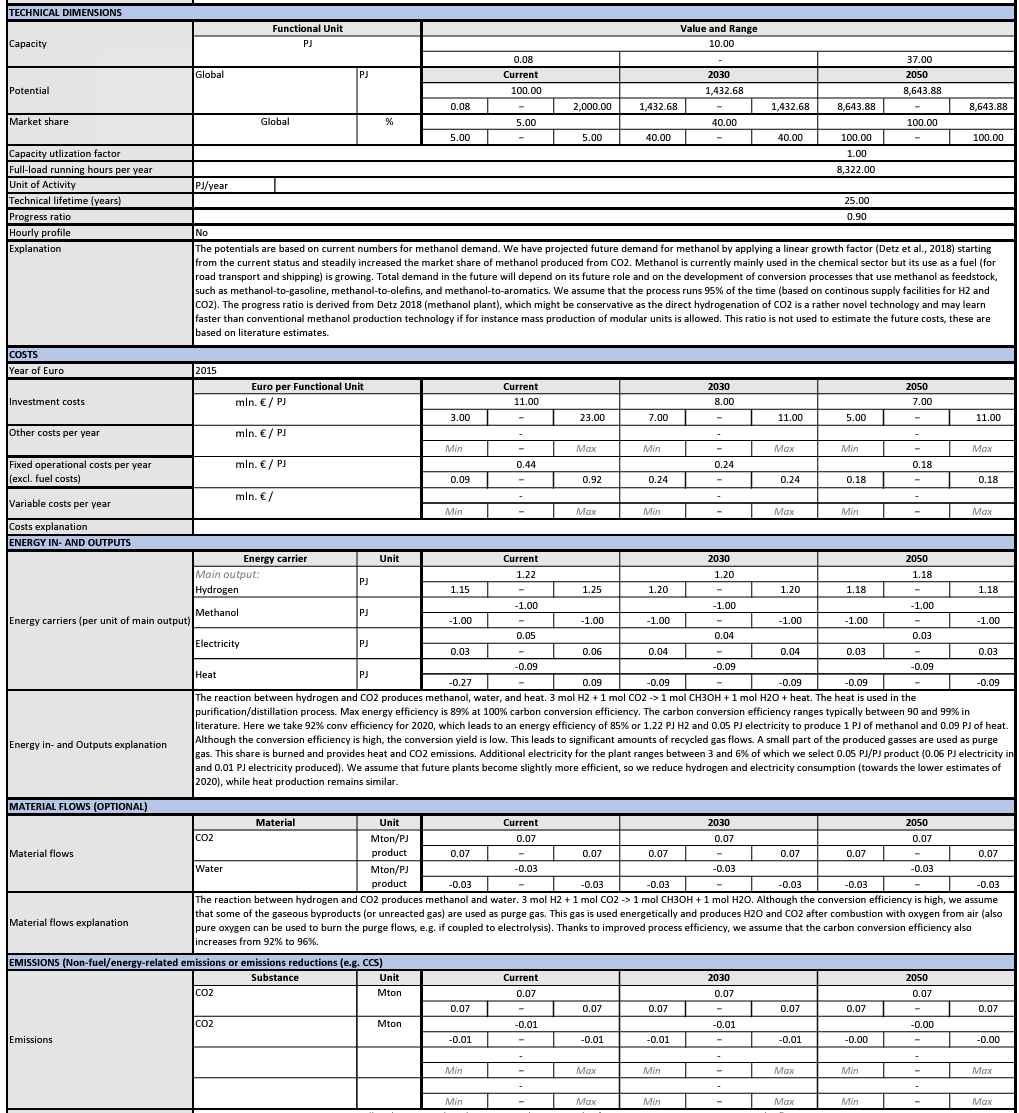 TECHNICAL DIMENSIONS
Functional Unit Value and Range
Capacity PJ 10.00
0.08 - 37.00
Potential Global PJ Current 2030 2050
100.00 1,432.68 8,643.88
0.08 – 2,000.00 1,432.68 – 1,432.68 8,643.88 – 8,643.88
Market share Global % 5.00 40.00 100.00
5.00 – 5.00 40.00 – 40.00 100.00 – 100.00
Capacity utlization factor 1.00
Full-load running hours per year 8,322.00
Unit of Activity PJ/year
Technical lifetime (years) 25.00
Progress ratio 0.90
Hourly profile No
Explanation The potentials are based on current numbers for methanol demand. We have projected future demand for methanol by applying a linear growth factor (Detz et al., 2018) starting
from the current status and steadily increased the market share of methanol produced from CO2. Methanol is currently mainly used in the chemical sector but its use as a fuel (for
road transport and shipping) is growing. Total demand in the future will depend on its future role and on the development of conversion processes that use methanol as feedstock,
such as methanol-to-gasoline, methanol-to-olefins, and methanol-to-aromatics. We assume that the process runs 95% of the time (based on continous supply facilities for H2 and
CO2). The progress ratio is derived from Detz 2018 (methanol plant), which might be conservative as the direct hydrogenation of CO2 is a rather novel technology and may learn
faster than conventional methanol production technology if for instance mass production of modular units is allowed. This ratio is not used to estimate the future costs, these are
based on literature estimates.
COSTS
Year of Euro 2015
Euro per Functional Unit Current 2030 2050
Investment costs mln. € / PJ 11.00 8.00 7.00
3.00 – 23.00 7.00 – 11.00 5.00 – 11.00
Other costs per year mln. € / PJ - - -
Min – Max Min – Max Min – Max
Fixed operational costs per year (excl. fuel costs) mln. € / PJ 0.44 0.24 0.18
0.09 – 0.92 0.24 – 0.24 0.18 – 0.18
Variable costs per year mln. € / - - -
Min – Max Min – Max Min – Max
Costs explanation
ENERGY IN- AND OUTPUTS
Energy carrier Unit Current 2030 2050
Energy carriers (per unit of main output) Main output: PJ 1.22 1.20 1.18
Hydrogen 1.15 – 1.25 1.20 – 1.20 1.18 – 1.18
Methanol PJ -1.00 -1.00 -1.00
-1.00 – -1.00 -1.00 – -1.00 -1.00 – -1.00
Electricity PJ 0.05 0.04 0.03
0.03 – 0.06 0.04 – 0.04 0.03 – 0.03
Heat PJ -0.09 -0.09 -0.09
-0.27 – 0.09 -0.09 – -0.09 -0.09 – -0.09
Energy in- and Outputs explanation The reaction between hydrogen and CO2 produces methanol, water, and heat. 3 mol H2 + 1 mol CO2 -> 1 mol CH3OH + 1 mol H2O + heat. The heat is used in the
purification/distillation process. Max energy efficiency is 89% at 100% carbon conversion efficiency. The carbon conversion efficiency ranges typically between 90 and 99% in
literature. Here we take 92% conv efficiency for 2020, which leads to an energy efficiency of 85% or 1.22 PJ H2 and 0.05 PJ electricity to produce 1 PJ of methanol and 0.09 PJ of heat.
Although the conversion efficiency is high, the conversion yield is low. This leads to significant amounts of recycled gas flows. A small part of the produced gasses are used as purge
gas. This share is burned and provides heat and CO2 emissions. Additional electricity for the plant ranges between 3 and 6% of which we select 0.05 PJ/PJ product (0.06 PJ electricity in
and 0.01 PJ electricity produced). We assume that future plants become slightly more efficient, so we reduce hydrogen and electricity consumption (towards the lower estimates of
2020), while heat production remains similar.
MATERIAL FLOWS (OPTIONAL)
Material Unit Current 2030 2050
Material flows CO2 Mton/PJ product 0.07 0.07 0.07
0.07 – 0.07 0.07 – 0.07 0.07 – 0.07
Water Mton/PJ product -0.03 -0.03 -0.03
-0.03 – -0.03 -0.03 – -0.03 -0.03 – -0.03
Material flows explanation The reaction between hydrogen and CO2 produces methanol and water. 3 mol H2 + 1 mol CO2 -> 1 mol CH3OH + 1 mol H2O. Although the conversion efficiency is high, we assume
that some of the gaseous byproducts (or unreacted gas) are used as purge gas. This gas is used energetically and produces H2O and CO2 after combustion with oxygen from air (also
pure oxygen can be used to burn the purge flows, e.g. if coupled to electrolysis). Thanks to improved process efficiency, we assume that the carbon conversion efficiency also
increases from 92% to 96%.
EMISSIONS (Non-fuel/energy-related emissions or emissions reductions (e.g. CCS)
Substance Unit Current 2030 2050
Emissions CO2 Mton 0.07 0.07 0.07
0.07 – 0.07 0.07 – 0.07 0.07 – 0.07
CO2 Mton -0.01 -0.01 -0.00
-0.01 – -0.01 -0.01 – -0.01 -0.00 – -0.00
- - -
Min – Max Min – Max Min – Max
- - -
Min – Max Min – Max Min – Max